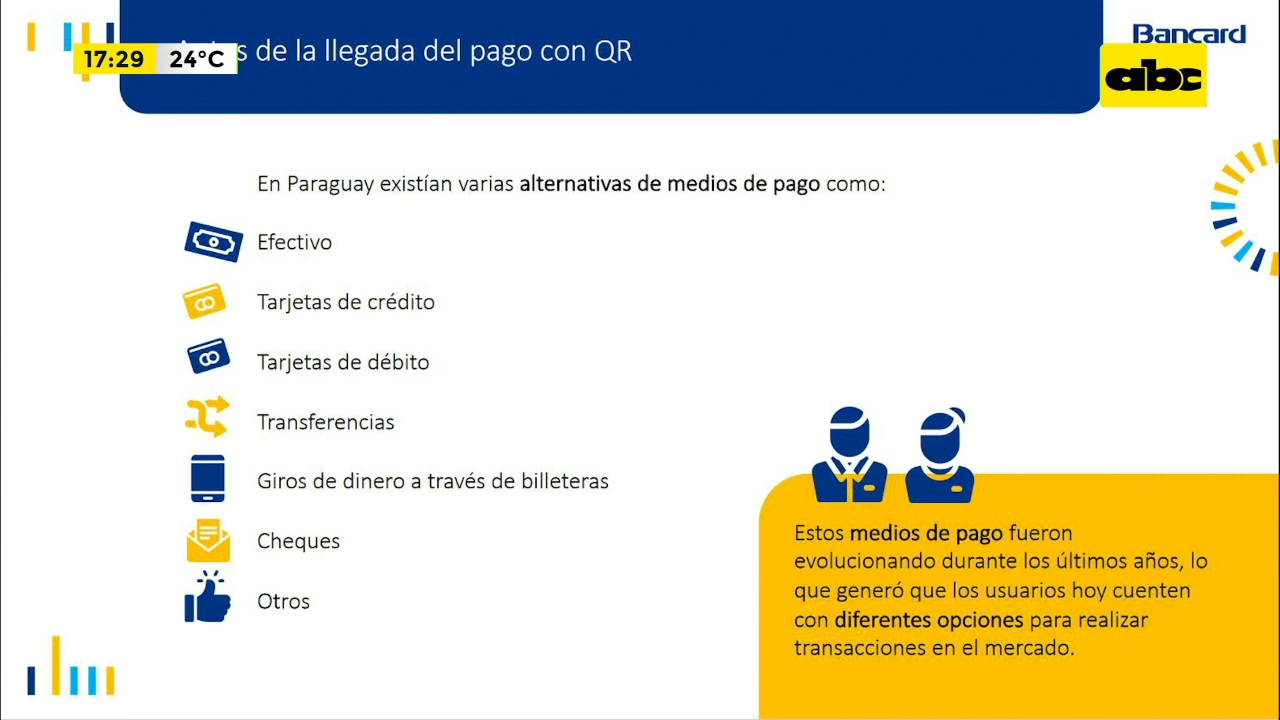 17:29 24°C
de la llegada del pago con QR
Bancard
abc
En Paraguay existían varias alternativas de medios de pago como:
Efectivo
Tarjetas de crédito
Tarjetas de débito
Transferencias
Giros de dinero a través de billeteras
Cheques
Otros
Estos medios de pago fueron
evolucionando durante los últimos años, lo
que generó que los usuarios hoy cuenten
con diferentes opciones para realizar
transacciones en el mercado.